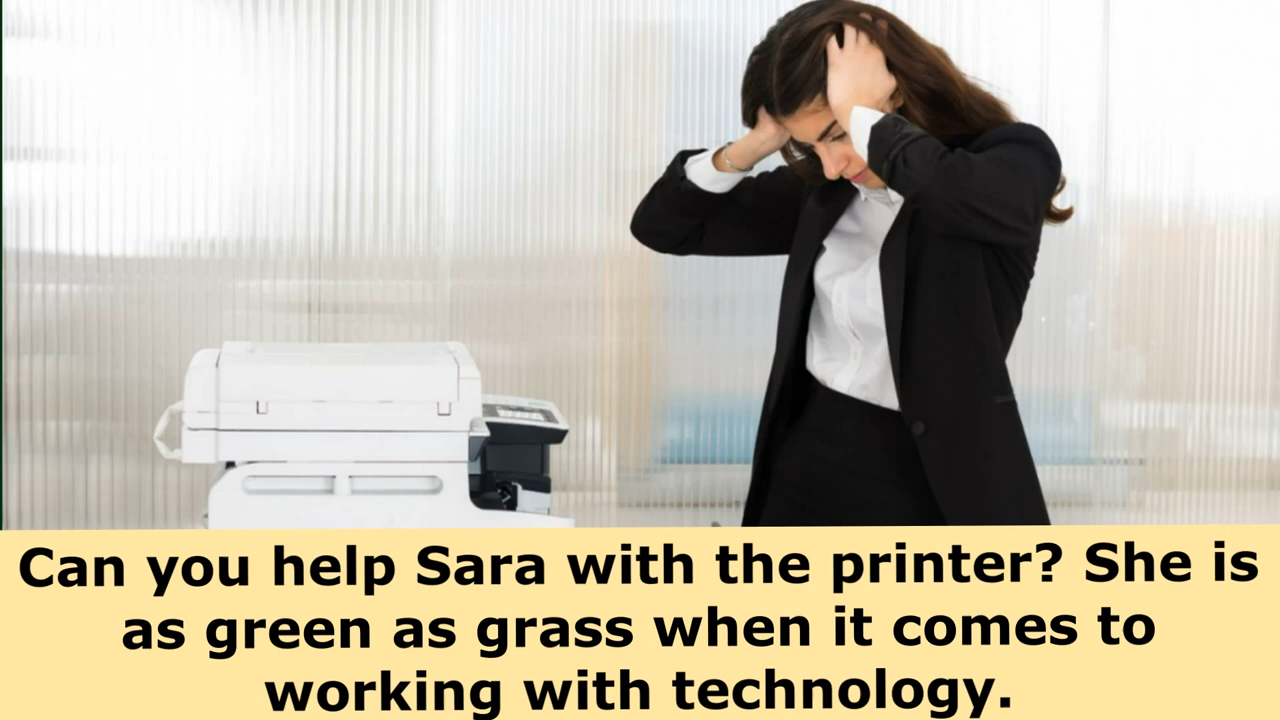 Can you help Sara with the printer? She is
as green as grass when it comes to
working with technology.